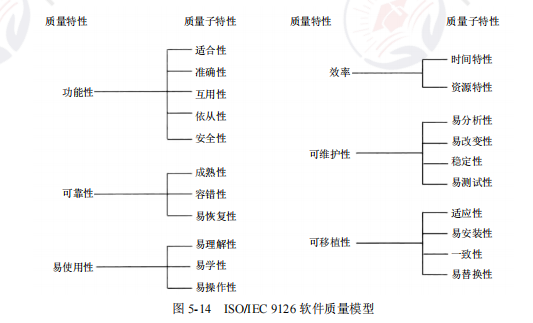 质量特性 质量子特性
功能性
适合性
准确性
互用性
依从性
安全性
可靠性
成熟性
容错性
易恢复性
易使用性
易理解性
易学性
易操作性
质量特性 质量子特性
效率
时间特性
资源特性
可维护性
易分析性
易改变性
稳定性
易测试性
可移植性
适应性
易安装性
一致性
易替换性
图 5-14 ISO/IEC 9126 软件质量模型